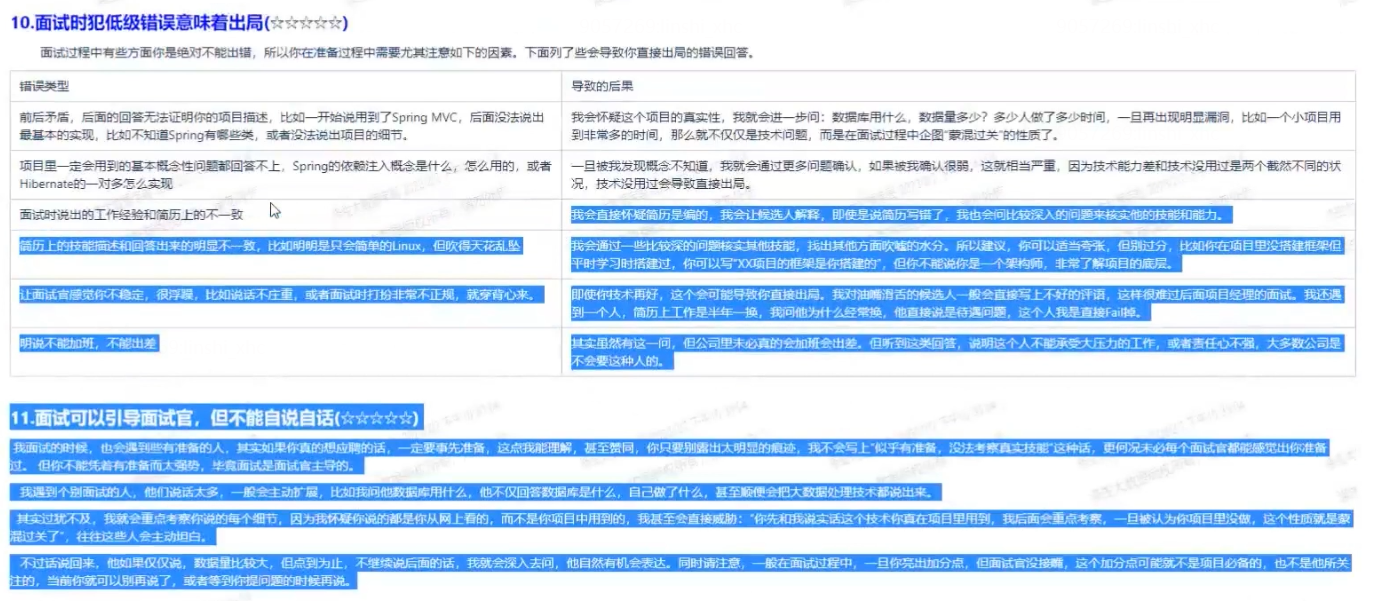 10.面试时犯低级错误意味着出局(☆☆☆☆☆)
面试过程中有些方面你是绝对不能出错，所以你在准备过程中需要尤其注意如下的因素。下面列了些会导致你直接出局的错误回答。
错误类型
导致的后果
前后矛盾，后面的回答无法证明你的项目描述，比如一开始说用到了Spring MVC，后面没法说出
最基本的实现，比如不知道Spring有哪些类，或者没法说出项目的细节。
我会怀疑这个项目的真实性，我就会进一步问：数据库用什么，数据量多少？多少人做了多少时间，一旦再出现明显漏洞，比如一个小项目用
到非常多的时间，那么就不仅仅是技术问题，而是在面试过程中企图“蒙混过关”的性质了。
项目里一定会用到的基本概念性问题都回答不上，Spring的依赖注入概念是什么，怎么用的，或者
Hibernate的一对多怎么实现
一旦被我发现概念不知道，我就会通过更多问题确认，如果被我确认很弱，这就相当严重，因为技术能力差和技术没用过是两个截然不同的状
况，技术没用过会导致直接出局。
面试时说出的工作经验和简历上的不一致
我会直接怀疑简历是编的，我会让候选人解释，即使是说简历写错了，我也会问比较深入的问题来核实他的技能和能力。
简历上的技能描述和回答出来的明显不一致，比如明明是只会简单的Linux，但吹得天花乱坠
我会通过一些比较深的问题核实其他技能，找出其他方面吹嘘的水分。所以建议，你可以适当夸张，但别过分，比如你在项目里没搭建框架但
平时学习时搭建过，你可以写“XX项目的框架是你搭建的”，但你不能说你是一个架构师，非常了解项目的底层。
让面试官感觉你不稳定，很浮躁，比如说话不庄重，或者面试时打扮非常不正规，就穿背心来。
即使你技术再好，这个会可能导致你直接出局。我对油嘴滑舌的候选人一般会直接写上不好的评语，这样很难过后面项目经理的面试。我还遇
到一个人，简历上工作是半年一换，我问他为什么经常换，他直接说是待遇问题，这个人我是直接Fail掉。
明说不能加班，不能出差
其实虽然有这一问，但公司里未必真的会加班会出差。但听到这类回答，说明这个人不能承受大压力的工作，或者责任心不强，大多数公司是
不会要这种人的。
11.面试可以引导面试官，但不能自说自话(☆☆☆☆☆)
我面试的时候，也会遇到些有准备的人，其实如果你真的想应聘的话，一定要事先准备，这点我能理解，甚至赞同，你只要别露出太明显的痕迹，我不会写上“似乎有准备，没法考察真实技能”这种话，更何况未必每个面试官都能感觉出你准备
过。 但你不能凭着有准备而太强势，毕竟面试是面试官主导的。
我遇到个别面试的人，他们说话太多，一般会主动扩展，比如我问他数据库用什么，他不仅回答数据库是什么，自己做了什么，甚至顺便会把大数据处理技术都说出来。
其实过犹不及，我就会重点考察你说的每个细节，因为我怀疑你说的都是你从网上看的，而不是你项目中用到的，我甚至会直接威胁：“你先和我说实话这个技术你真在项目里用到，我后面会重点考察，一旦被认为你项目里没做，这个性质就是蒙
混过关了”，往往这些人会主动坦白。
不过话说回来，他如果仅仅说，数据量比较大，但点到为止，不继续说后面的话，我就会深入去问，他自然有机会表达。同时请注意，一般在面试过程中，一旦你亮出加分点，但面试官没接嘴，这个加分点可能就不是项目必备的，也不是他所关
注的，当前你就可以别再说了，或者等到你提问题的时候再说。